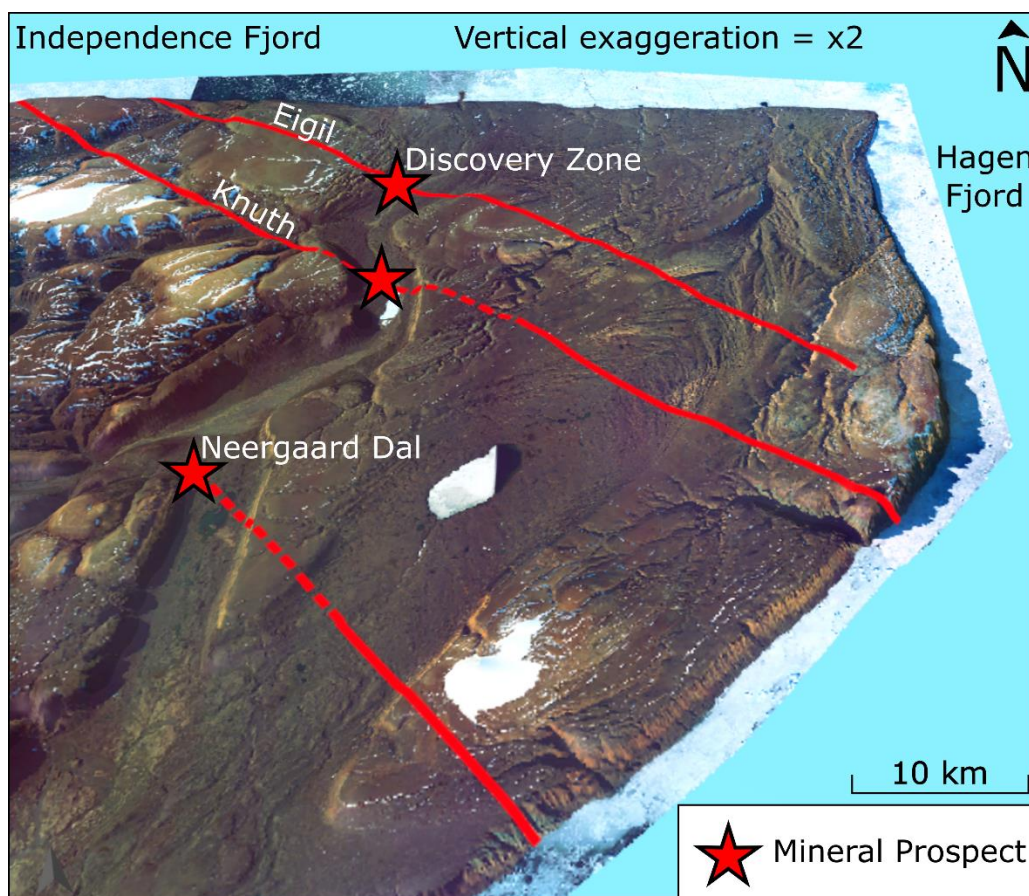 Independence Fjord
Vertical exaggeration = x2
N
Eigil
Discovery Zone
Hagen
Fjord
Knuth
Neergaard Dal
10 km
Mineral Prospect